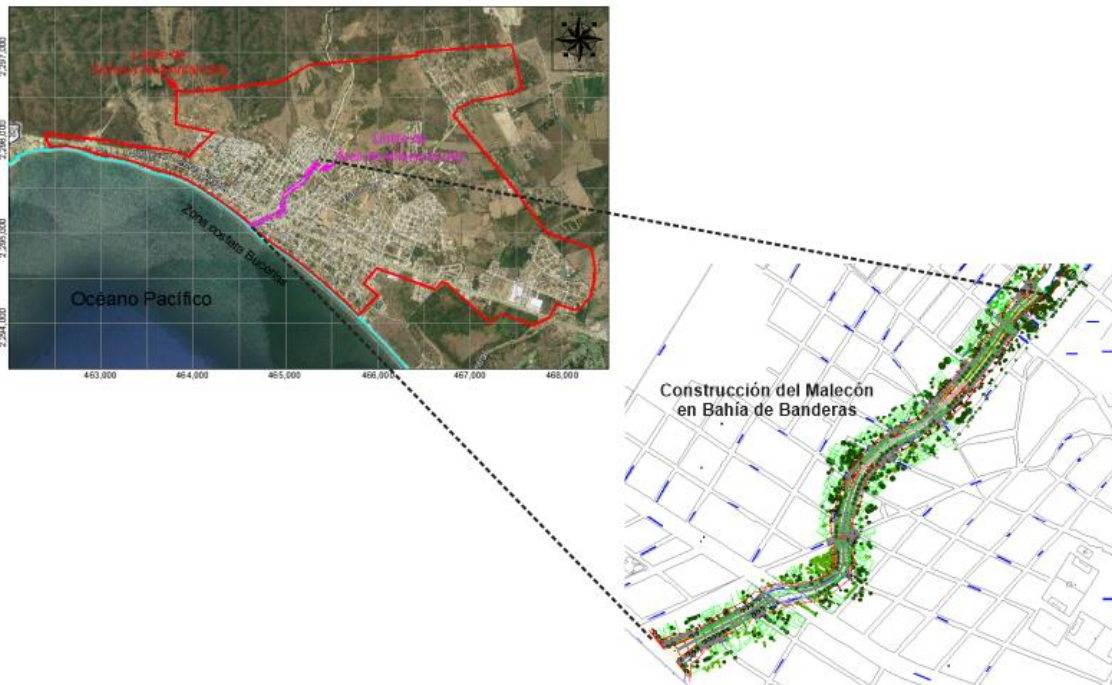 2,297,000
Límite de
2,296,000
Límite de
2,295,000
Zona costata Bucerías
Océano Pacífico
2,294,000
463,000
464,000
465,000
466,000
467,000
468,000
Construcción del Malecón
en Bahía de Banderas